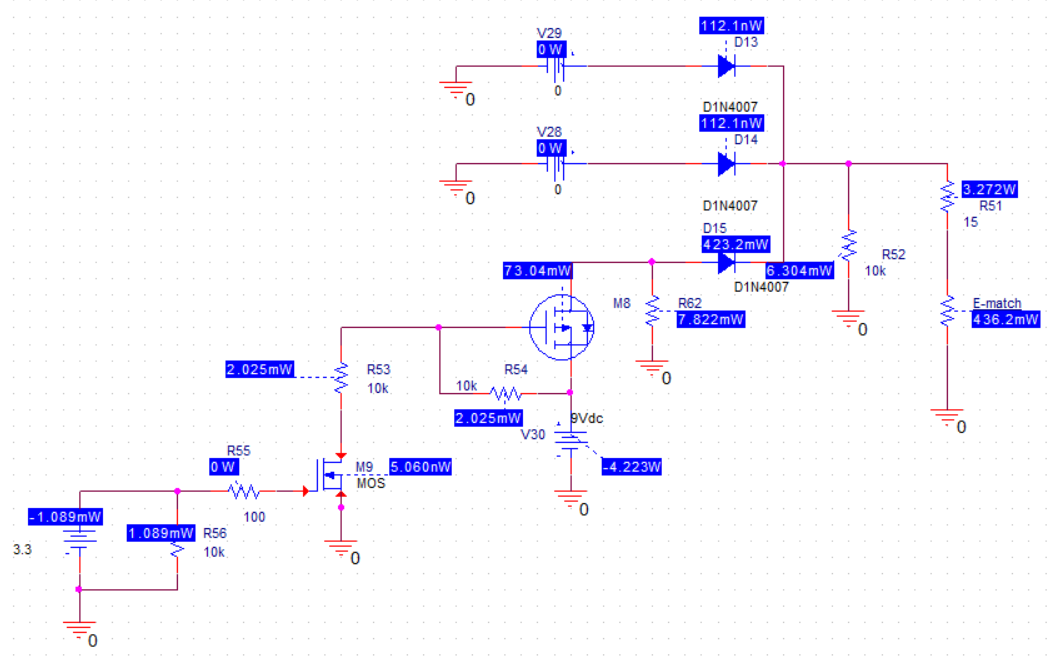 112.1nW
V29
0 W
D13
0
0
D1N4007
112.1nW
V28
0 W
D14
0
0
3.272W
R51
15
D1N4007
D15
423.2mW
R52
6.304mW
10k
73.04mW
D1N4007
M8
R62
7.822mW
E-match
436.2mW
0
0
0
R53
2.025mW
10k
R54
10k
2.025mW
9Vdc
V30
R55
0 W
M9
5.060nW
MOS
-4.223W
0
100
-1.089mW
1.089mW
R56
3.3
10k
0
0